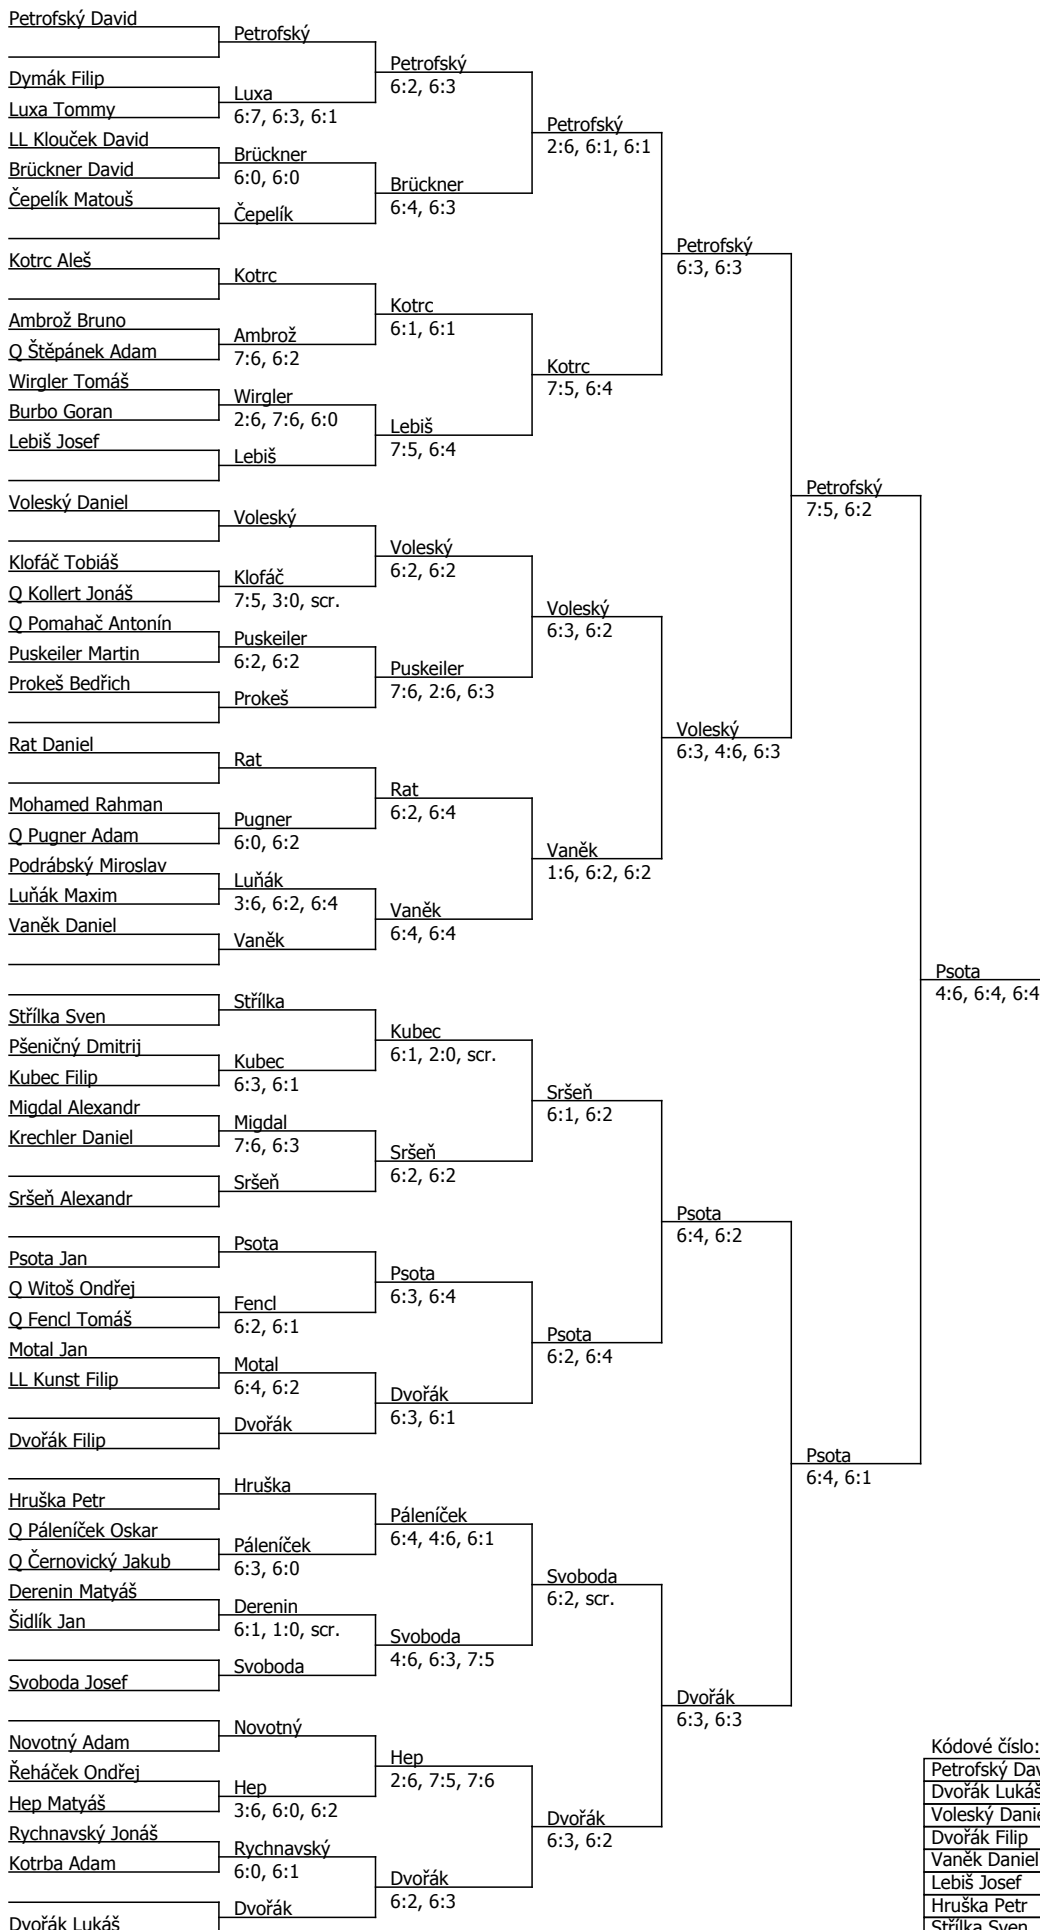 Petrofský David
Dymák Filip
Luxa Tommy
LL Klouček David
Brückner David
Čepelík Matouš
Kotrc Aleš
Ambrož Bruno
Q Štěpánek Adam
Wirgler Tomáš
Burbo Goran
Lebiš Josef
Voleský Daniel
Klofáč Tobiáš
Q Kollert Jonáš
Q Pomahač Antonín
Puskeiler Martin
Prokeš Bedřich
Rat Daniel
Mohamed Rahman
Q Pugner Adam
Podrábský Miroslav
Luňák Maxim
Vaněk Daniel
Střílka Sven
Pšeničný Dmitrij
Kubec Filip
Migdal Alexandr
Krechler Daniel
Sršeň Alexandr
Psota Jan
Q Witoš Ondřej
Q Fencl Tomáš
Motal Jan
LL Kunst Filip
Dvořák Filip
Hruška Petr
Q Páleníček Oskar
Q Černovický Jakub
Derenin Matyáš
Šidlík Jan
Svoboda Josef
Novotný Adam
Řeháček Ondřej
Hep Matyáš
Rychnavský Jonáš
Kotrba Adam
Dvořák Lukáš
Petrofský
Luxa
6:7, 6:3, 6:1
Brückner
6:0, 6:0
Čepelík
Kotrc
Ambrož
7:6, 6:2
Wirgler
2:6, 7:6, 6:0
Lebiš
Voleský
Klofáč
7:5, 3:0, scr.
Puskeiler
6:2, 6:2
Prokeš
Rat
Pugner
6:0, 6:2
Luňák
3:6, 6:2, 6:4
Vaněk
Střílka
Kubec
6:3, 6:1
Migdal
7:6, 6:3
Sršeň
Psota
Fencl
6:2, 6:1
Motal
6:4, 6:2
Dvořák
Hruška
Páleníček
6:3, 6:0
Derenin
6:1, 1:0, scr.
Svoboda
Novotný
Hep
3:6, 6:0, 6:2
Rychnavský
6:0, 6:1
Dvořák
Petrofský
6:2, 6:3
Brückner
6:4, 6:3
Kotrc
6:1, 6:1
Lebiš
7:5, 6:4
Voleský
6:2, 6:2
Puskeiler
7:6, 2:6, 6:3
Rat
6:2, 6:4
Vaněk
6:4, 6:4
Kubec
6:1, 2:0, scr.
Sršeň
6:2, 6:2
Psota
6:3, 6:4
Dvořák
6:3, 6:1
Páleníček
6:4, 4:6, 6:1
Svoboda
4:6, 6:3, 7:5
Hep
2:6, 7:5, 7:6
Dvořák
6:2, 6:3
Petrofský
2:6, 6:1, 6:1
Kotrc
7:5, 6:4
Voleský
6:3, 6:2
Vaněk
1:6, 6:2, 6:2
Sršeň
6:1, 6:2
Psota
6:2, 6:4
Svoboda
6:2, scr.
Dvořák
6:3, 6:2
Petrofský
6:3, 6:3
Voleský
6:3, 4:6, 6:3
Psota
6:4, 6:2
Dvořák
6:3, 6:3
Petrofský
7:5, 6:2
Psota
6:4, 6:1
Psota
4:6, 6:4, 6:4
Kódové číslo:
Petrofský Dav
Dvořák Lukáš
Voleský Danie
Dvořák Filip
Vaněk Daniel
Lebiš Josef
Hruška Petr
Střílka Sven